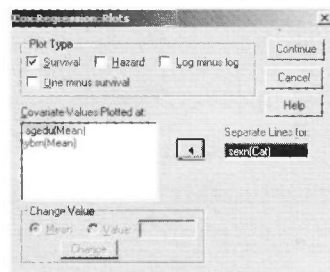 Cox Regression: Plots
Plot Type
Survival Hazard Log minus log
One minus survival
Continue
Cancel
Help
Covariate Values Plotted at:
agedu(Mean)
ybm(Mean)
Separate Lines for:
sexn(Cat)
Change Value
Mean Value:
Change